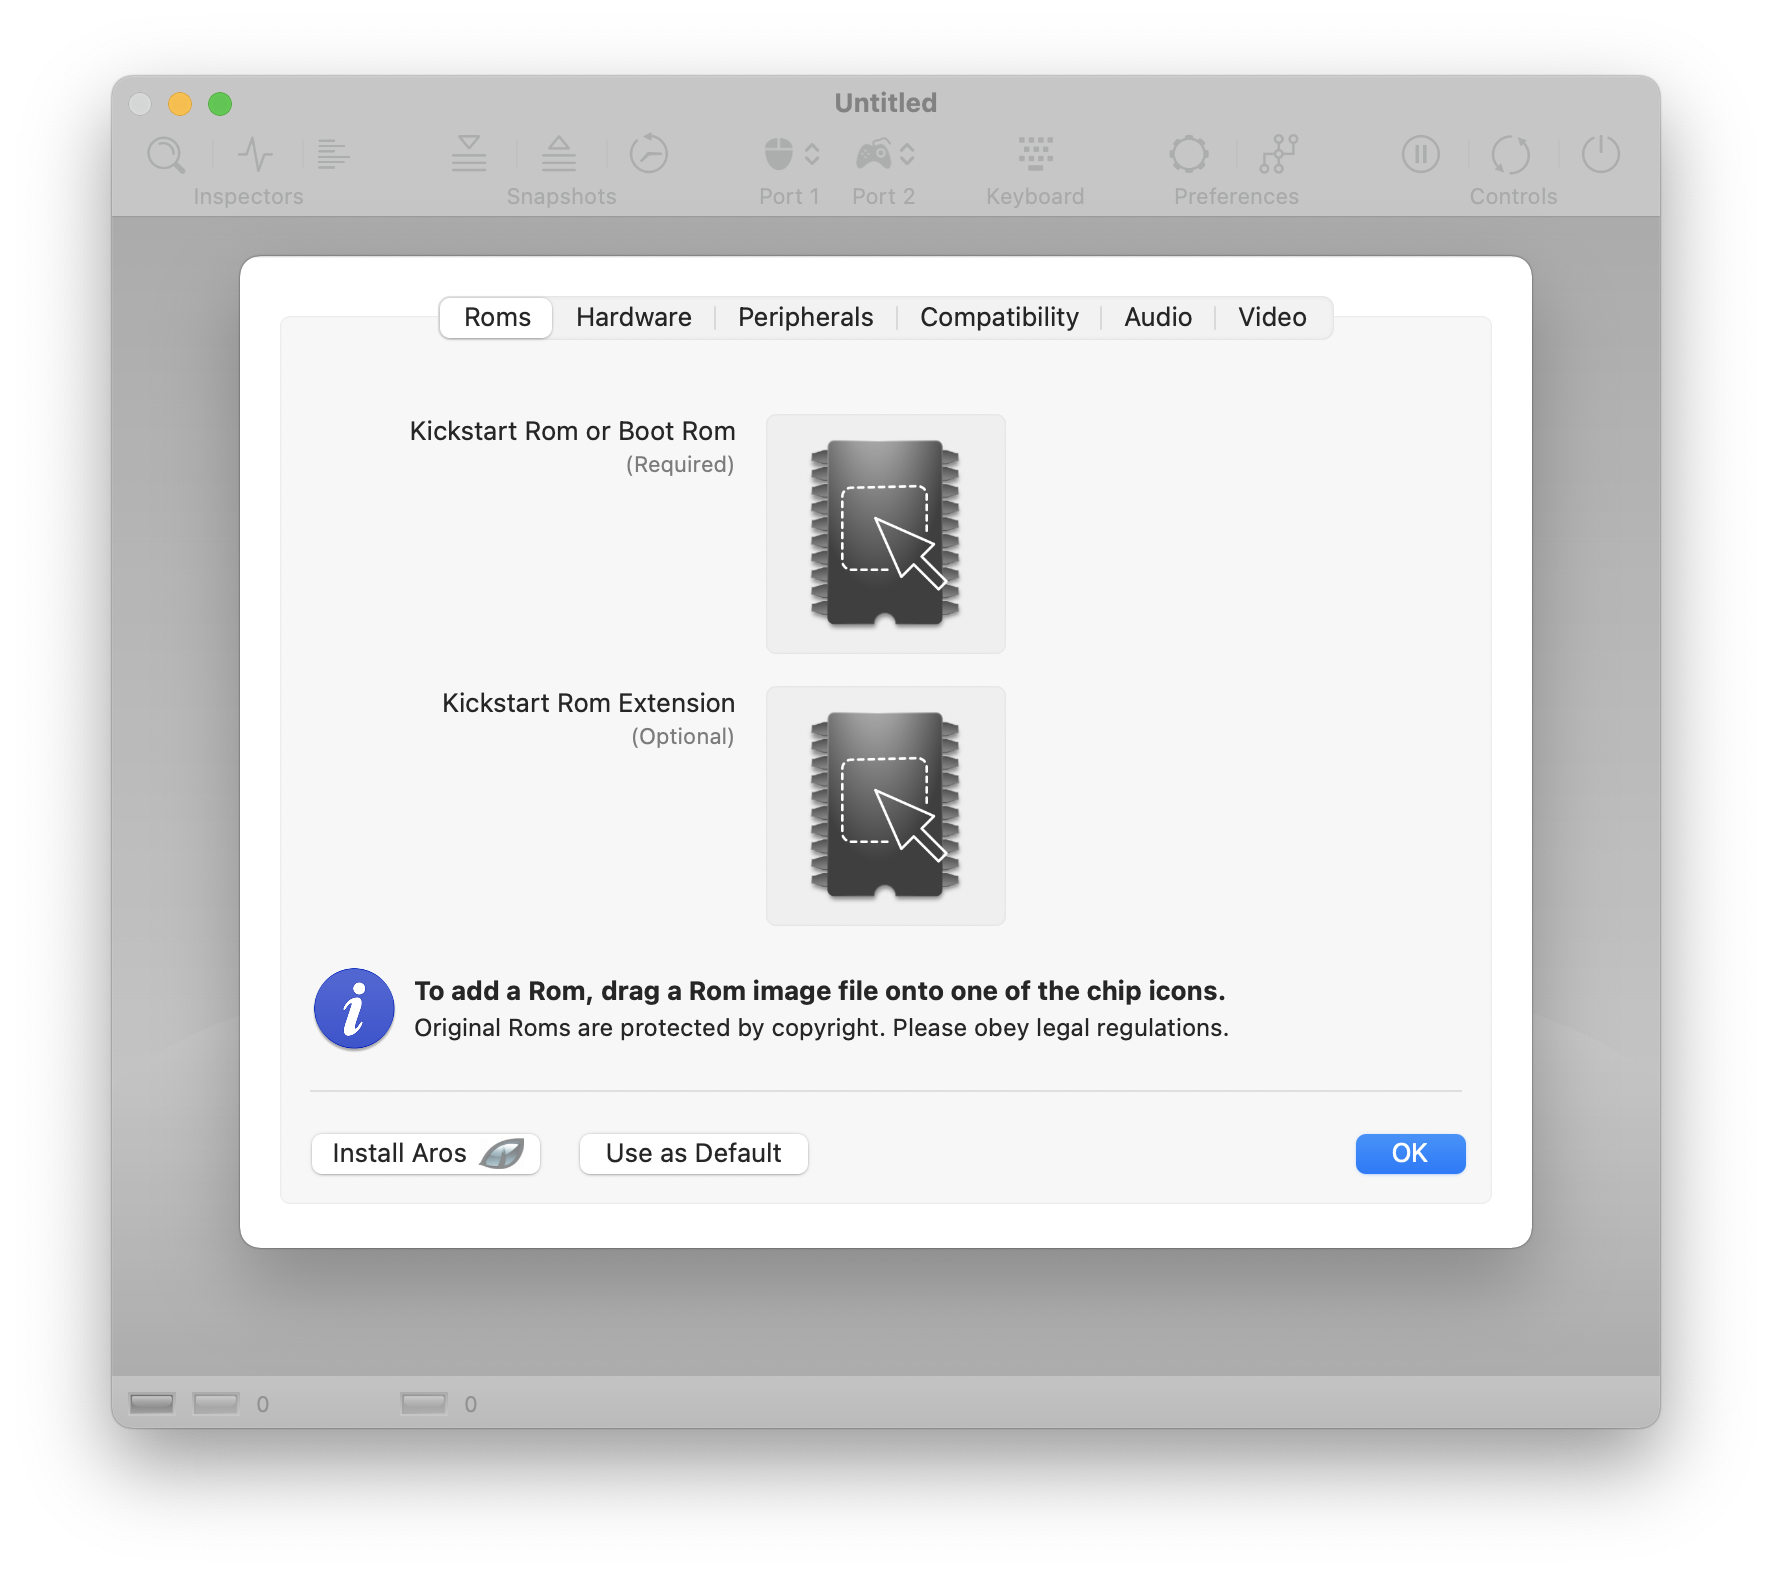 Untitled
Inspectors
Snapshots
Port 1
Port 2
Keyboard
Preferences
Controls
Roms
Hardware
Peripherals
Compatibility
Audio
Video
Kickstart Rom or Boot Rom
(Required)
Kickstart Rom Extension
(Optional)
To add a Rom, drag a Rom image file onto one of the chip icons.
Original Roms are protected by copyright. Please obey legal regulations.
Install Aros
Use as Default
OK
0
0